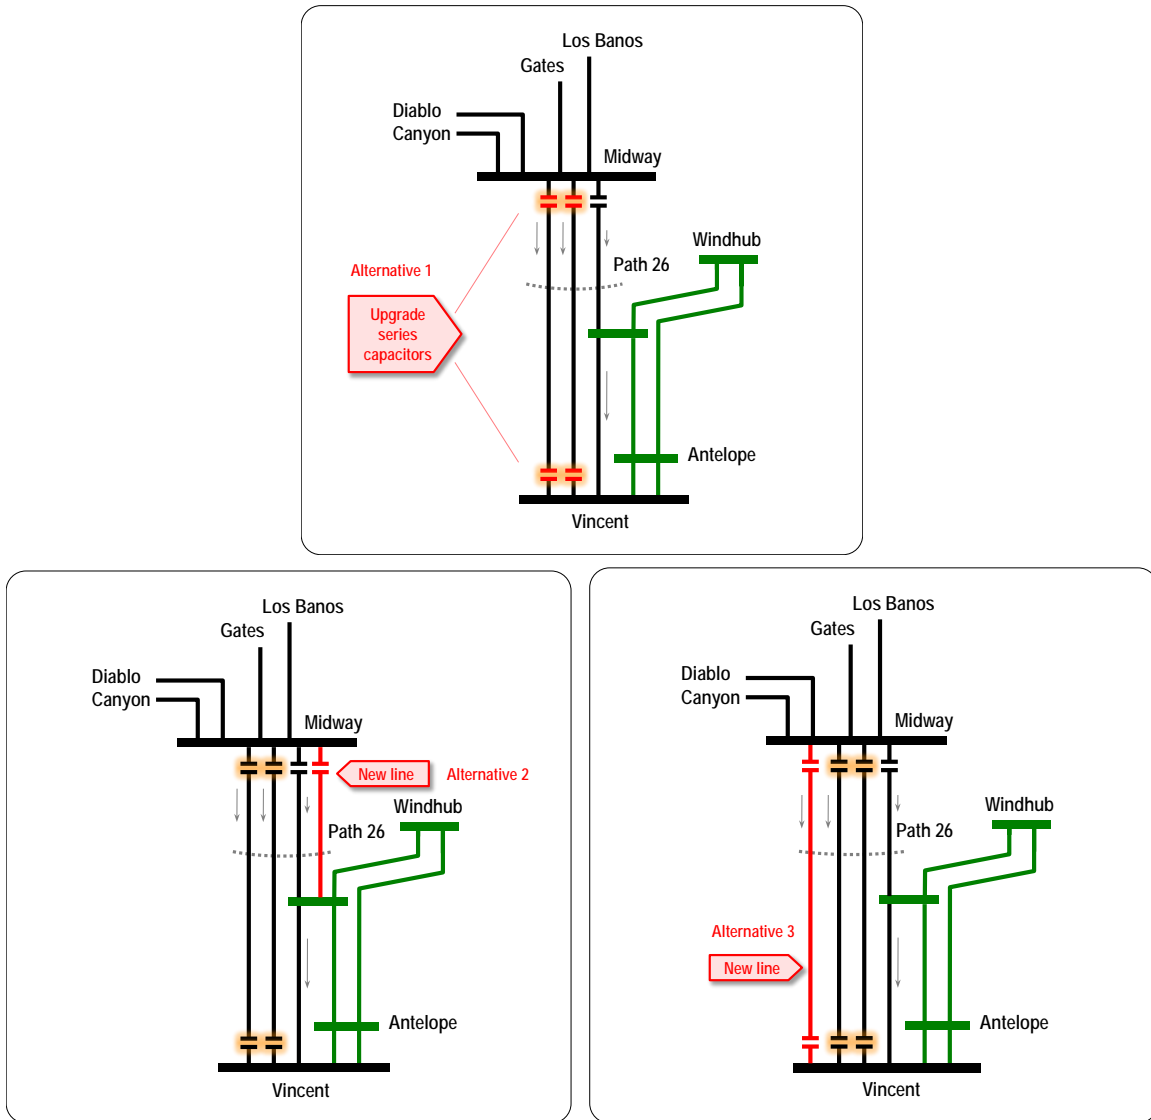 Los Banos
Gates
Diablo
Canyon
Midway
Windhub
Path 26
Alternative 1
Upgrade
series
capacitors
Antelope
Vincent
Los Banos
Gates
Diablo
Canyon
Midway
New line
Alternative 2
Windhub
Path 26
Antelope
Vincent
Los Banos
Gates
Diablo
Canyon
Midway
Windhub
Path 26
Alternative 3
New line
Antelope
Vincent